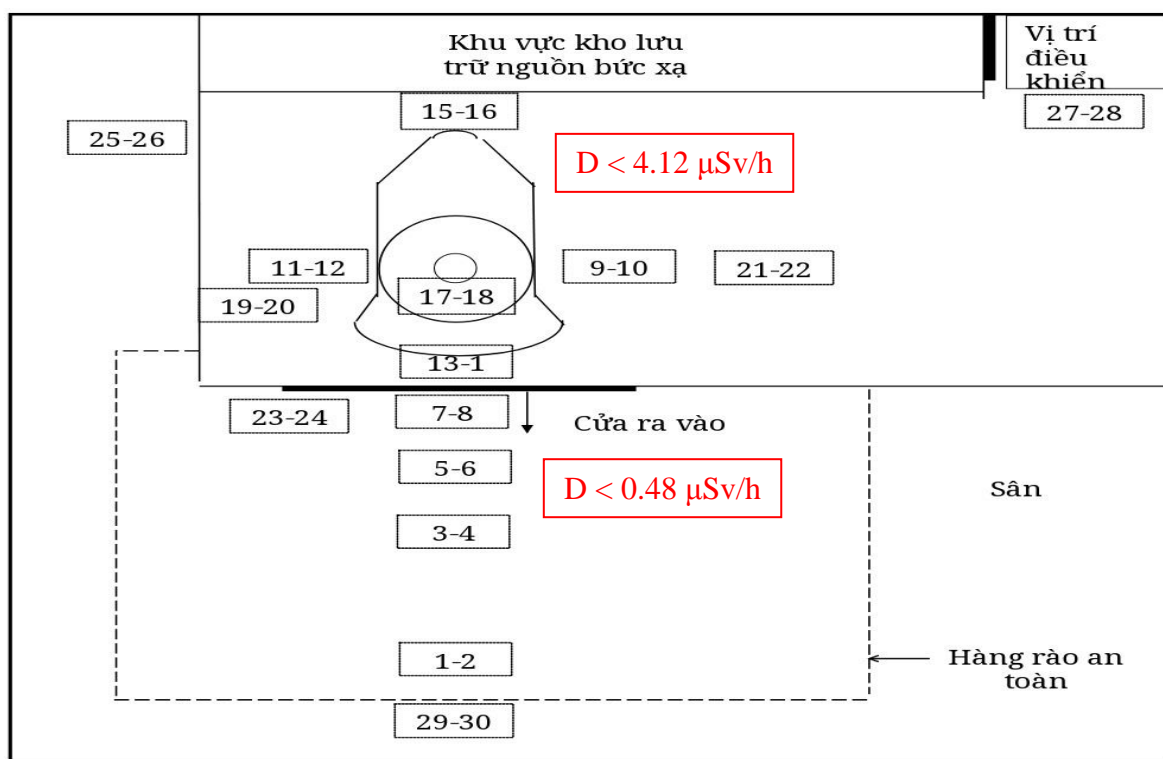 Khu vực kho lưu
trữ nguồn bức xạ
Vị trí
điều
khiển
15-16
27-28
25-26
D < 4.12 μSv/h
11-12
9-10
21-22
17-18
19-20
13-1
23-24
7-8
Cửa ra vào
5-6
D < 0.48 μSv/h
Sân
3-4
1-2
Hàng rào an
toàn
29-30